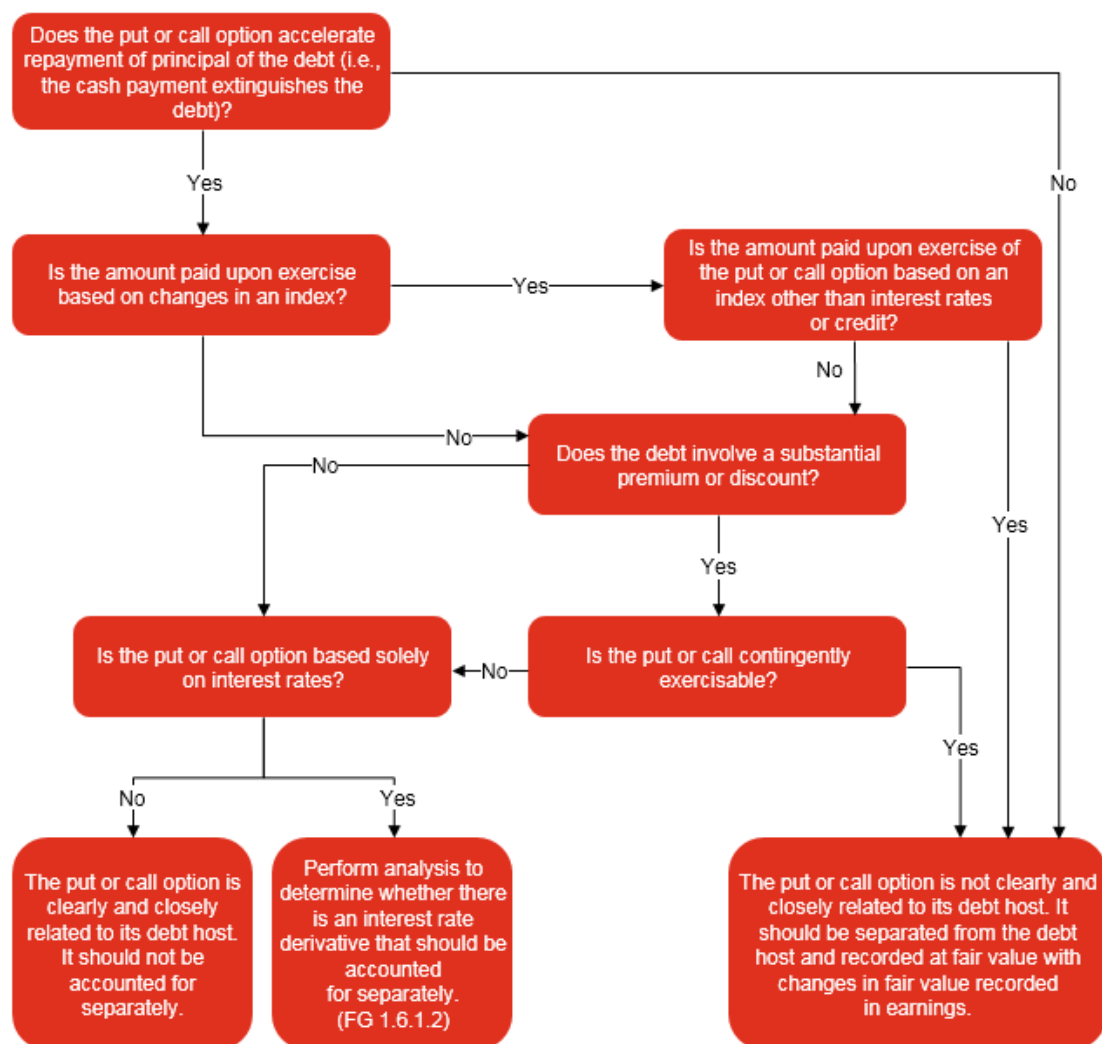 Does the put or call option accelerate
repayment of principal of the debt (i.e.,
the cash payment extinguishes the
debt)?
No
Yes
Is the amount paid upon exercise
based on changes in an index?
Yes
Is the amount paid upon exercise of
the put or call option based on an
index other than interest rates
or credit?
No
No
Does the debt involve a substantial
premium or discount?
No
Yes
Yes
Is the put or call option based solely
on interest rates?
No
Is the put or call contingently
exercisable?
Yes
No
Yes
The put or call option is
clearly and closely
related to its debt host.
It should not be
accounted for
separately.
Perform analysis to
determine whether there
is an interest rate
derivative that should be
accounted
for separately.
(FG 1.6.1.2)
The put or call option is not clearly and
closely related to its debt host. It
should be separated from the debt
host and recorded at fair value with
changes in fair value recorded
in earnings.